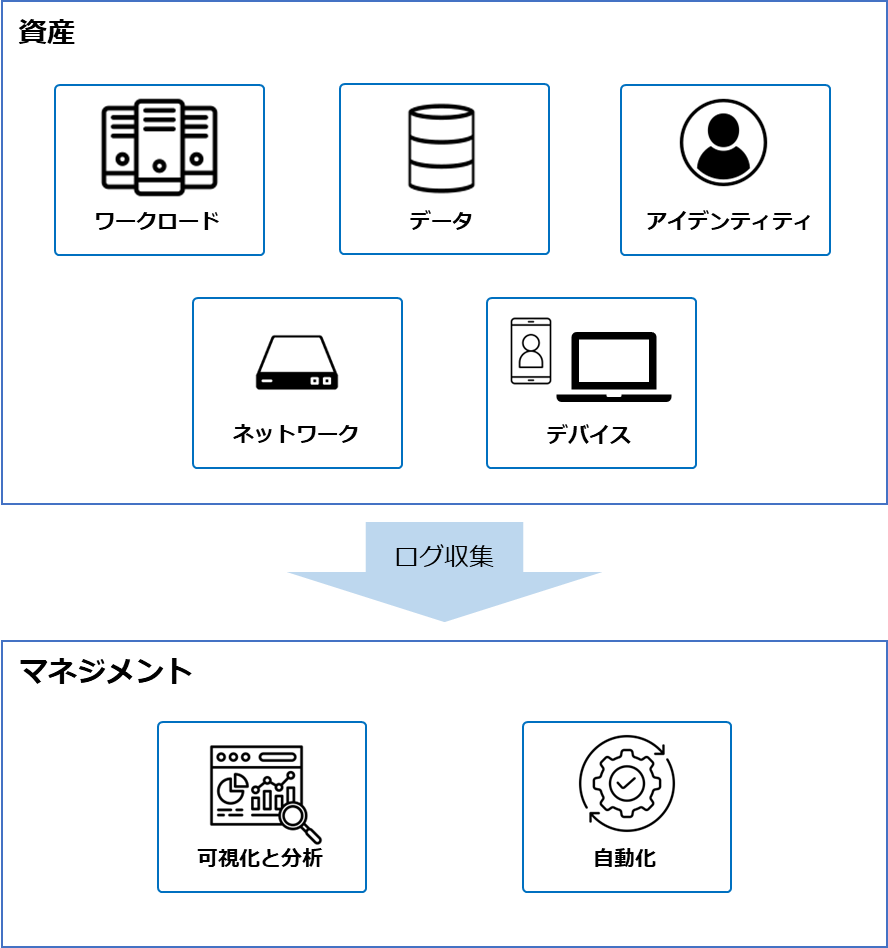 資産
ワークロード
データ
アイデンティティ
ネットワーク
デバイス
ログ収集
マネジメント
可視化と分析
自動化